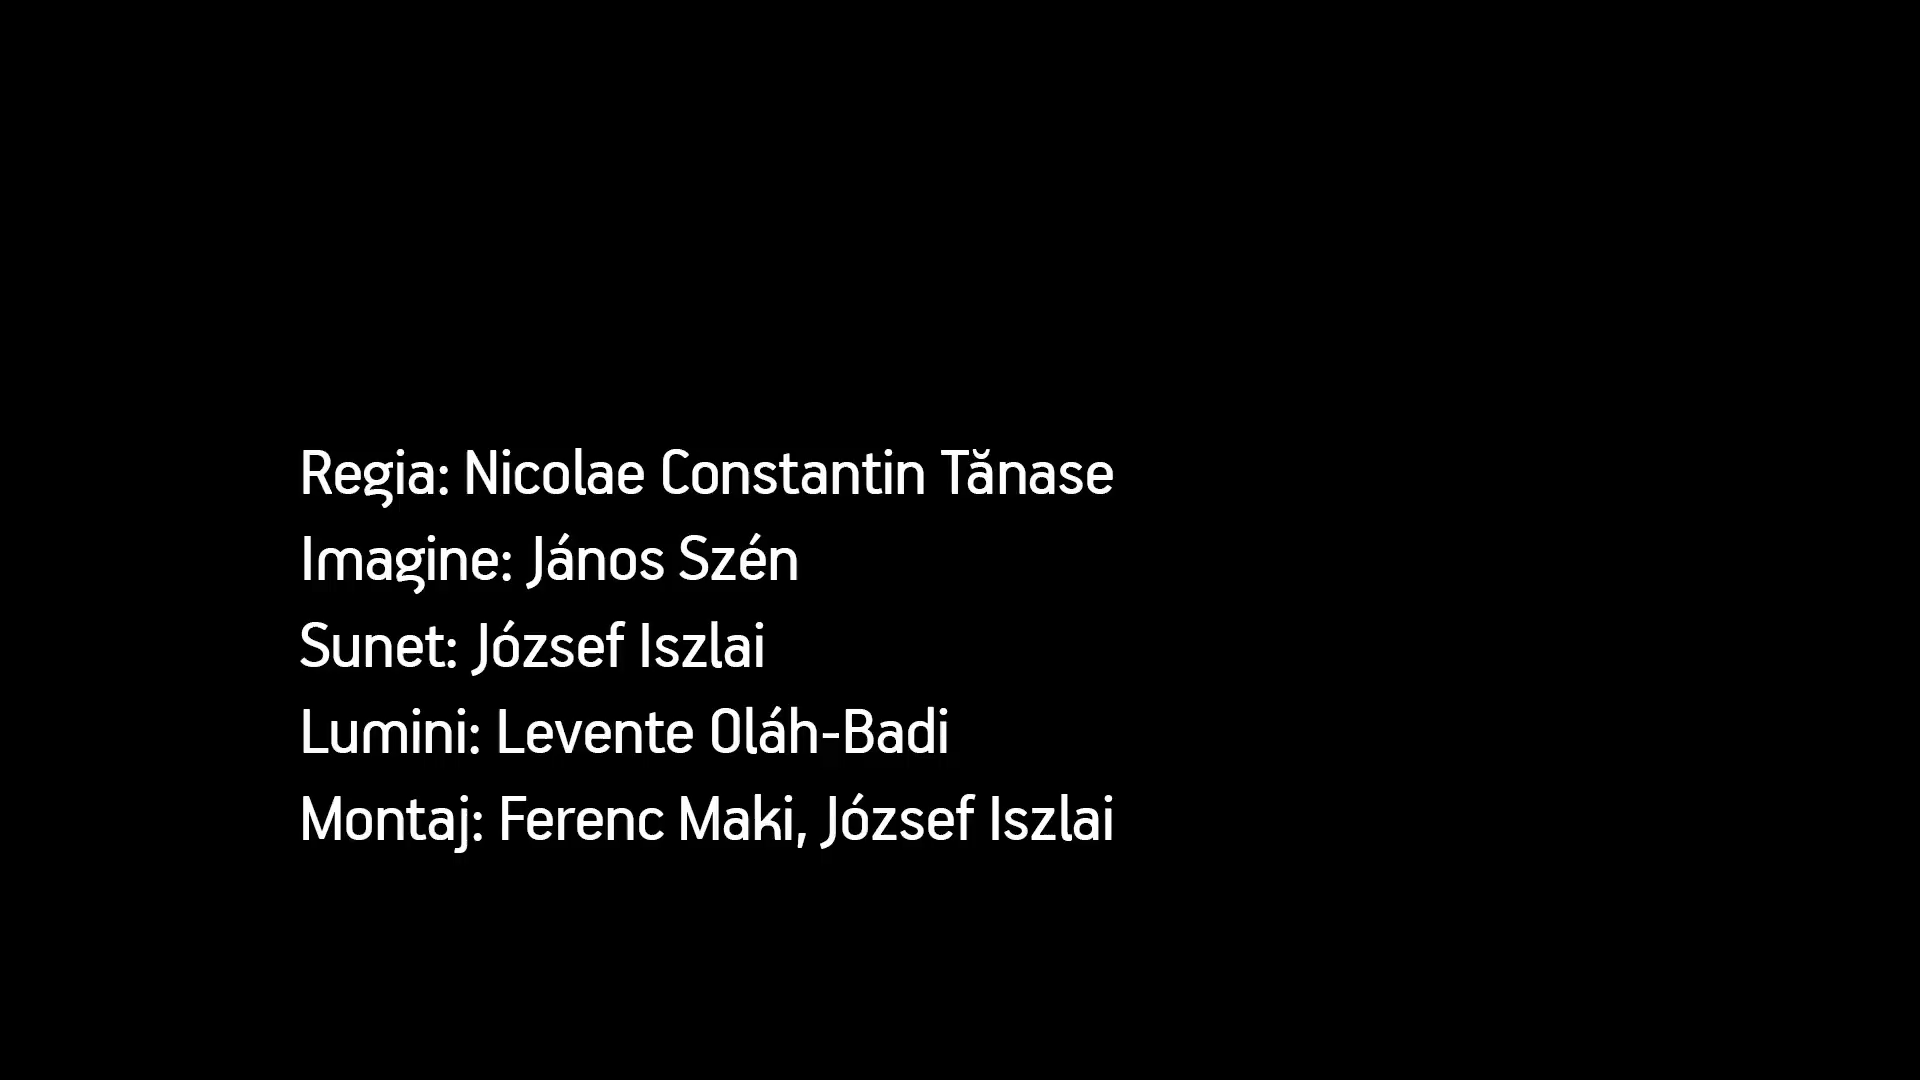 Regia: Nicolae Constantin Tănase
Imagine: János Szén
Sunet: József Iszlai
Lumini: Levente Oláh-Badi
Montaj: Ferenc Maki, József Iszlai